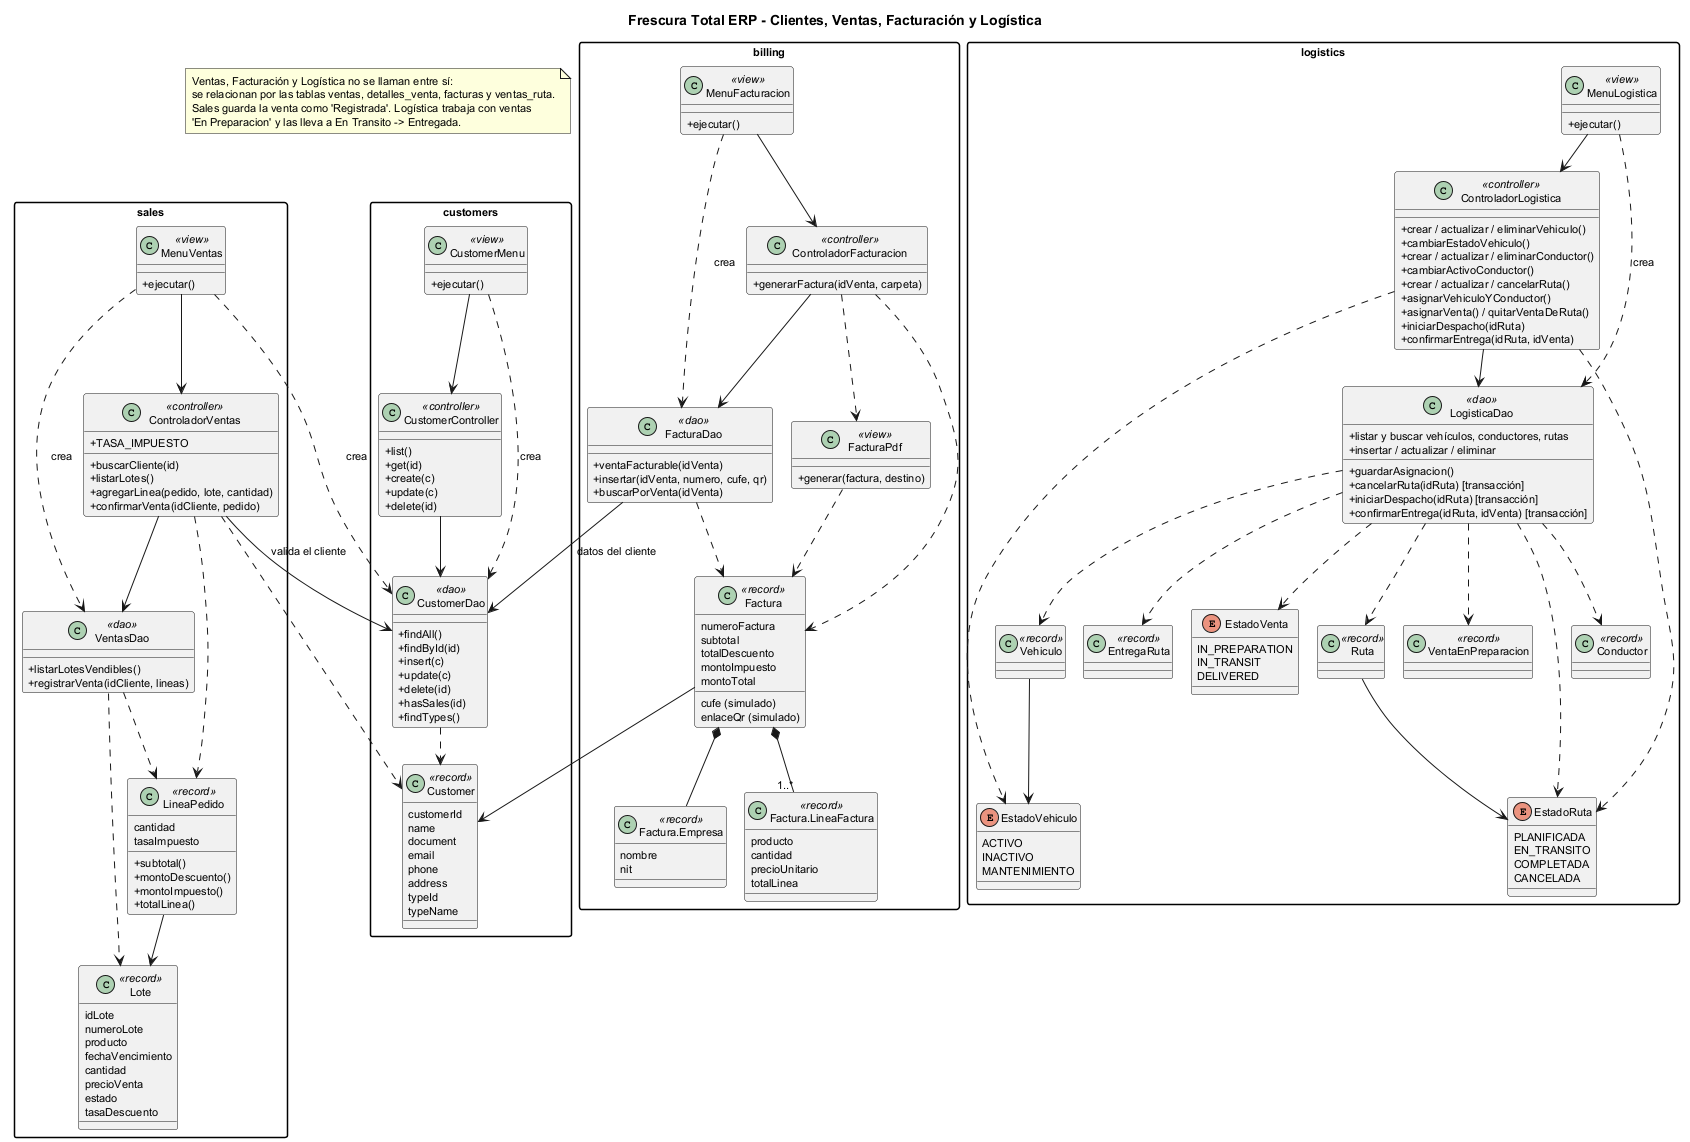 Frescura Total ERP - Clientes, Ventas, Facturación y Logística
Ventas, Facturación y Logística no se llaman entre sí:
se relacionan por las tablas ventas, detalles_venta, facturas y ventas_ruta.
Sales guarda la venta como 'Registrada'. Logística trabaja con ventas
'En Preparacion' y las lleva a En Transito -> Entregada.
sales
C «view»
MenuVentas
+ejecutar()
crea
crea
C «controller»
ControladorVentas
+TASA_IMPUESTO
+buscarCliente(id)
+listarLotes()
+agregarLinea(pedido, lote, cantidad)
+confirmarVenta(idCliente, pedido)
valida el cliente
C «dao»
VentasDao
+listarLotesVendibles()
+registrarVenta(idCliente, lineas)
C «record»
LineaPedido
cantidad
tasaImpuesto
+subtotal()
+montoDescuento()
+montoImpuesto()
+totalLinea()
C «record»
Lote
idLote
numeroLote
producto
fechaVencimiento
cantidad
precioVenta
estado
tasaDescuento
customers
C «view»
CustomerMenu
+ejecutar()
crea
C «controller»
CustomerController
+list()
+get(id)
+create(c)
+update(c)
+delete(id)
C «dao»
CustomerDao
+findAll()
+findById(id)
+insert(c)
+update(c)
+delete(id)
+hasSales(id)
+findTypes()
C «record»
Customer
customerId
name
document
email
phone
address
typeId
typeName
billing
C «view»
MenuFacturacion
+ejecutar()
crea
C «controller»
ControladorFacturacion
+generarFactura(idVenta, carpeta)
C «dao»
FacturaDao
+ventaFacturable(idVenta)
+insertar(idVenta, numero, cufe, qr)
+buscarPorVenta(idVenta)
datos del cliente
C «view»
FacturaPdf
+generar(factura, destino)
C «record»
Factura
numeroFactura
subtotal
totalDescuento
montoImpuesto
montoTotal
cufe (simulado)
enlaceQr (simulado)
1..*
C «record»
Factura.Empresa
nombre
nit
C «record»
Factura.LineaFactura
producto
cantidad
precioUnitario
totalLinea
logistics
C «view»
MenuLogistica
+ejecutar()
crea
C «controller»
ControladorLogistica
+crear / actualizar / eliminarVehiculo()
+cambiarEstadoVehiculo()
+crear / actualizar / eliminarConductor()
+cambiarActivoConductor()
+crear / actualizar / cancelarRuta()
+asignarVehiculoYConductor()
+asignarVenta() / quitarVentaDeRuta()
+iniciarDespacho(idRuta)
+confirmarEntrega(idRuta, idVenta)
C «dao»
LogisticaDao
+listar y buscar vehículos, conductores, rutas
+insertar / actualizar / eliminar
+guardarAsignacion()
+cancelarRuta(idRuta) [transacción]
+iniciarDespacho(idRuta) [transacción]
+confirmarEntrega(idRuta, idVenta) [transacción]
C «record»
Vehiculo
C «record»
EntregaRuta
E EstadoVenta
IN_PREPARATION
IN_TRANSIT
DELIVERED
C «record»
Ruta
C «record»
VentaEnPreparacion
C «record»
Conductor
E EstadoVehiculo
ACTIVO
INACTIVO
MANTENIMIENTO
E EstadoRuta
PLANIFICADA
EN_TRANSITO
COMPLETADA
CANCELADA